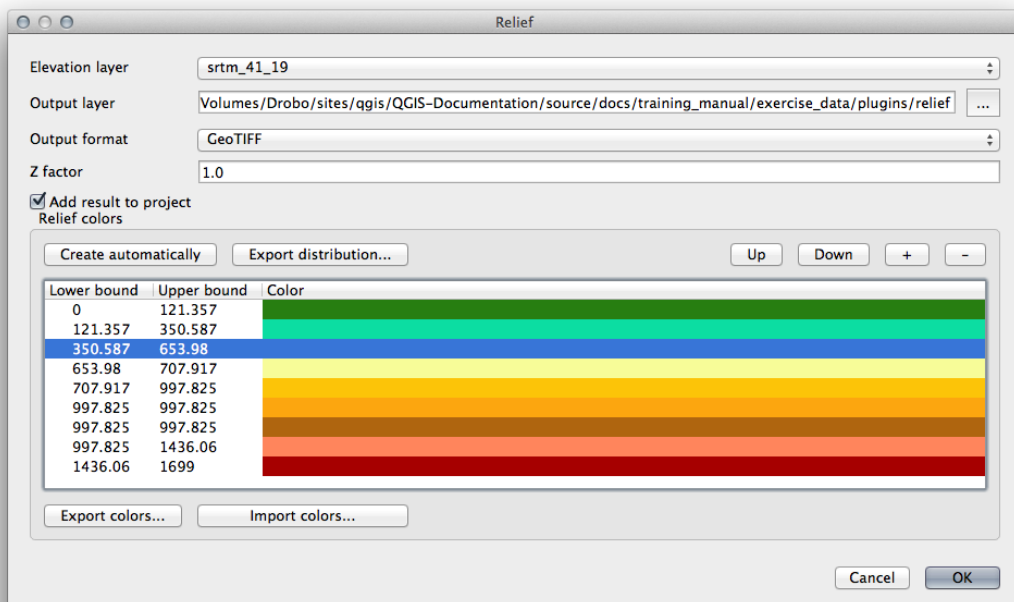 Relief
Elevation layer srtm_41_19
Output layer Volumes/Drobo/sites/qgis/QGIS-Documentation/source/docs/training_manual/exercise_data/plugins/relief ...
Output format GeoTIFF
Z factor 1.0
Add result to project
Relief colors
Create automatically Export distribution... Up Down + -
Lower bound Upper bound Color
0 121.357
121.357 350.587
350.587 653.98
653.98 707.917
707.917 997.825
997.825 997.825
997.825 997.825
997.825 1436.06
1436.06 1699
Export colors... Import colors...
Cancel OK